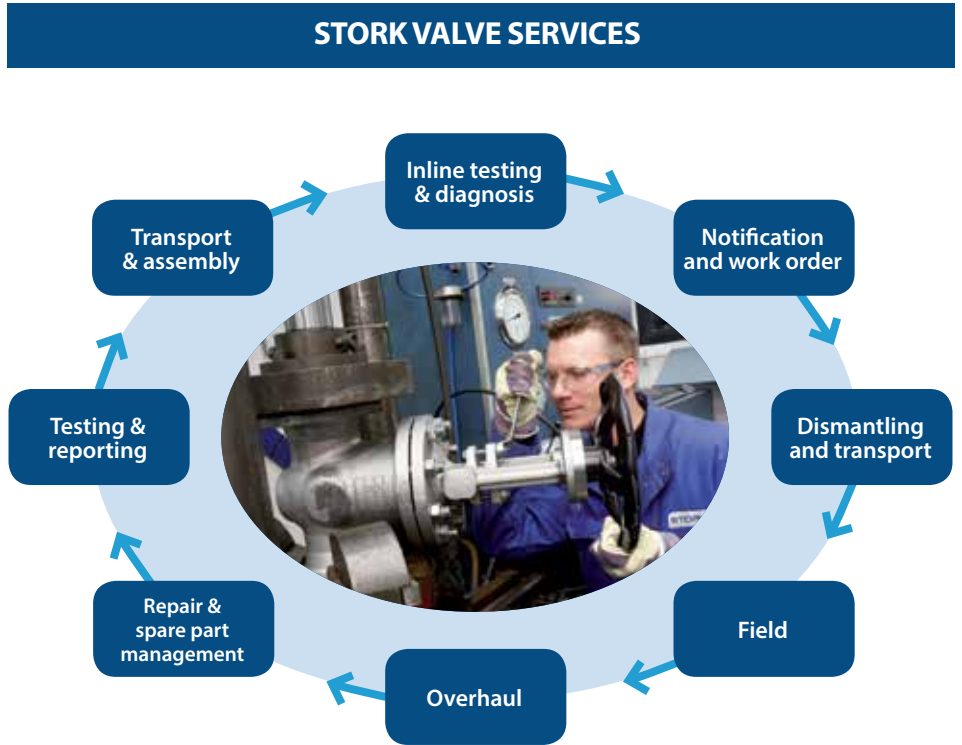 STORK VALVE SERVICES
Inline testing
& diagnosis
Notification
and work order
Dismantling
and transport
Field
Overhaul
Repair &
spare part
management
Testing &
reporting
Transport
& assembly